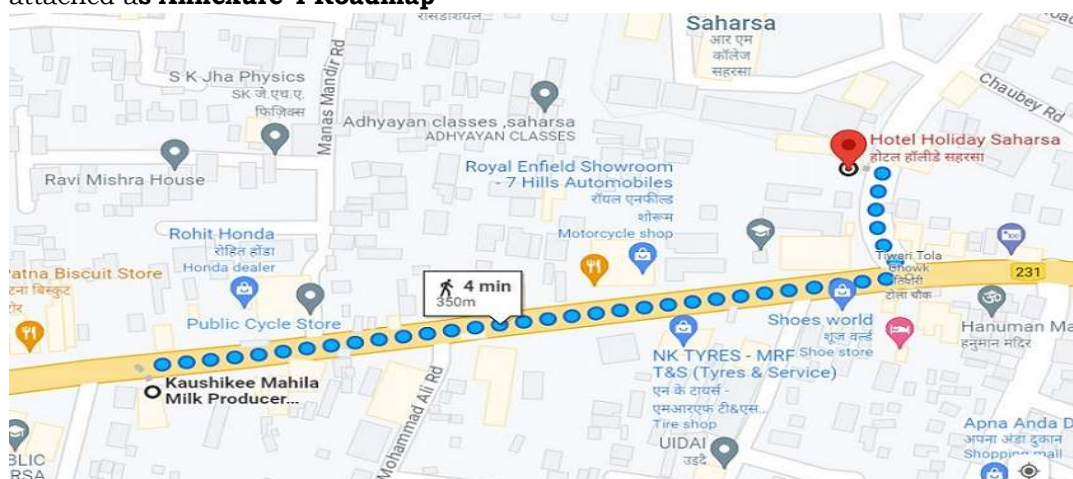 attached as Annexure-4 Roadmap
Saharsa
आर एम
कॉलेज
सहरसा
Chaubey Rd
S K Jha Physics
SK जे.एच.ए.
फिजिक्स
Manas Mandir Rd
Adhyayan classes ,saharsa
ADHYAYAN CLASSES
Hotel Holiday Saharsa
होटल हॉलीडे सहरसा
Ravi Mishra House
Royal Enfield Showroom
- 7 Hills Automobiles
रॉयल एनफील्ड
शोरूम
Motorcycle shop
Rohit Honda
रोहित होंडा
Honda dealer
Patna Biscuit Store
Tiwari Tola
Chowk
तिवारी
टोला चौक
231
4 min
350m
Public Cycle Store
Shoes world
शूज वर्ल्ड
Shoe store
Hanuman Ma
हनुमान मंदिर
Kaushikee Mahila
Milk Producer...
NK TYRES - MRF
T&S (Tyres & Service)
एन के टायर्स -
एमआरएफ टी&एस...
Tire shop
Mohammad Ali Rd
UIDAI
उइदै
Apna Anda D
अपना अंडा दुकान
Shopping mall
BLIC
RSA